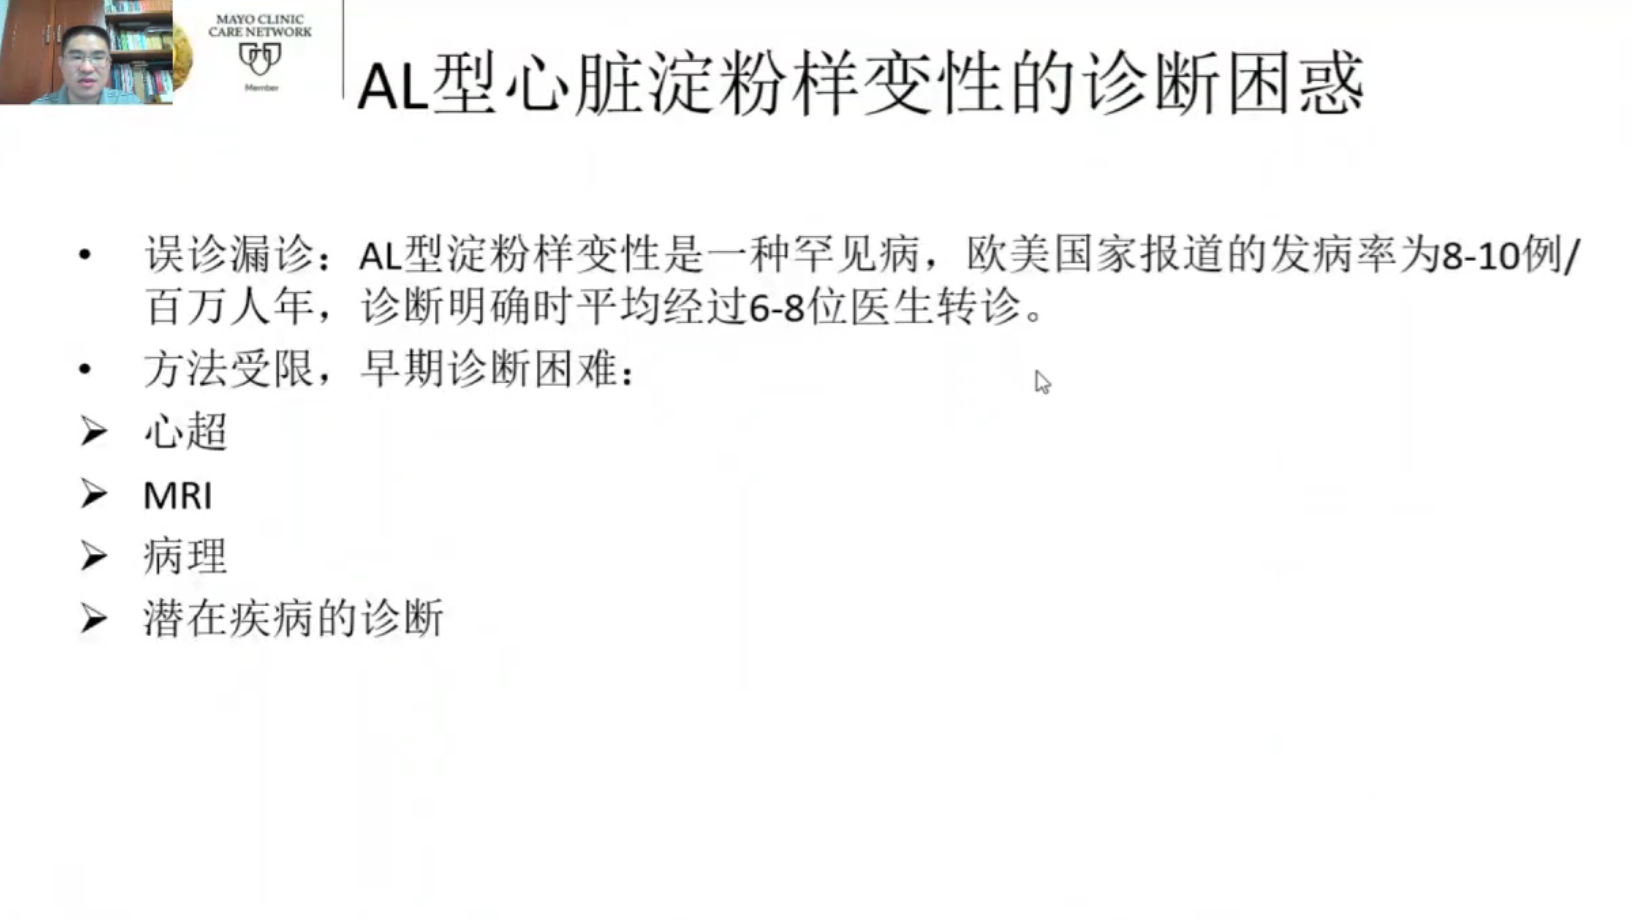 MAYO CLINIC
CARE NETWORK
Member
AL型心脏淀粉样变性的诊断困惑
• 误诊漏诊：AL型淀粉样变性是一种罕见病，欧美国家报道的发病率为8-10例/
百万人年，诊断明确时平均经过6-8位医生转诊。
• 方法受限，早期诊断困难：
➢ 心超
➢ MRI
➢ 病理
➢ 潜在疾病的诊断